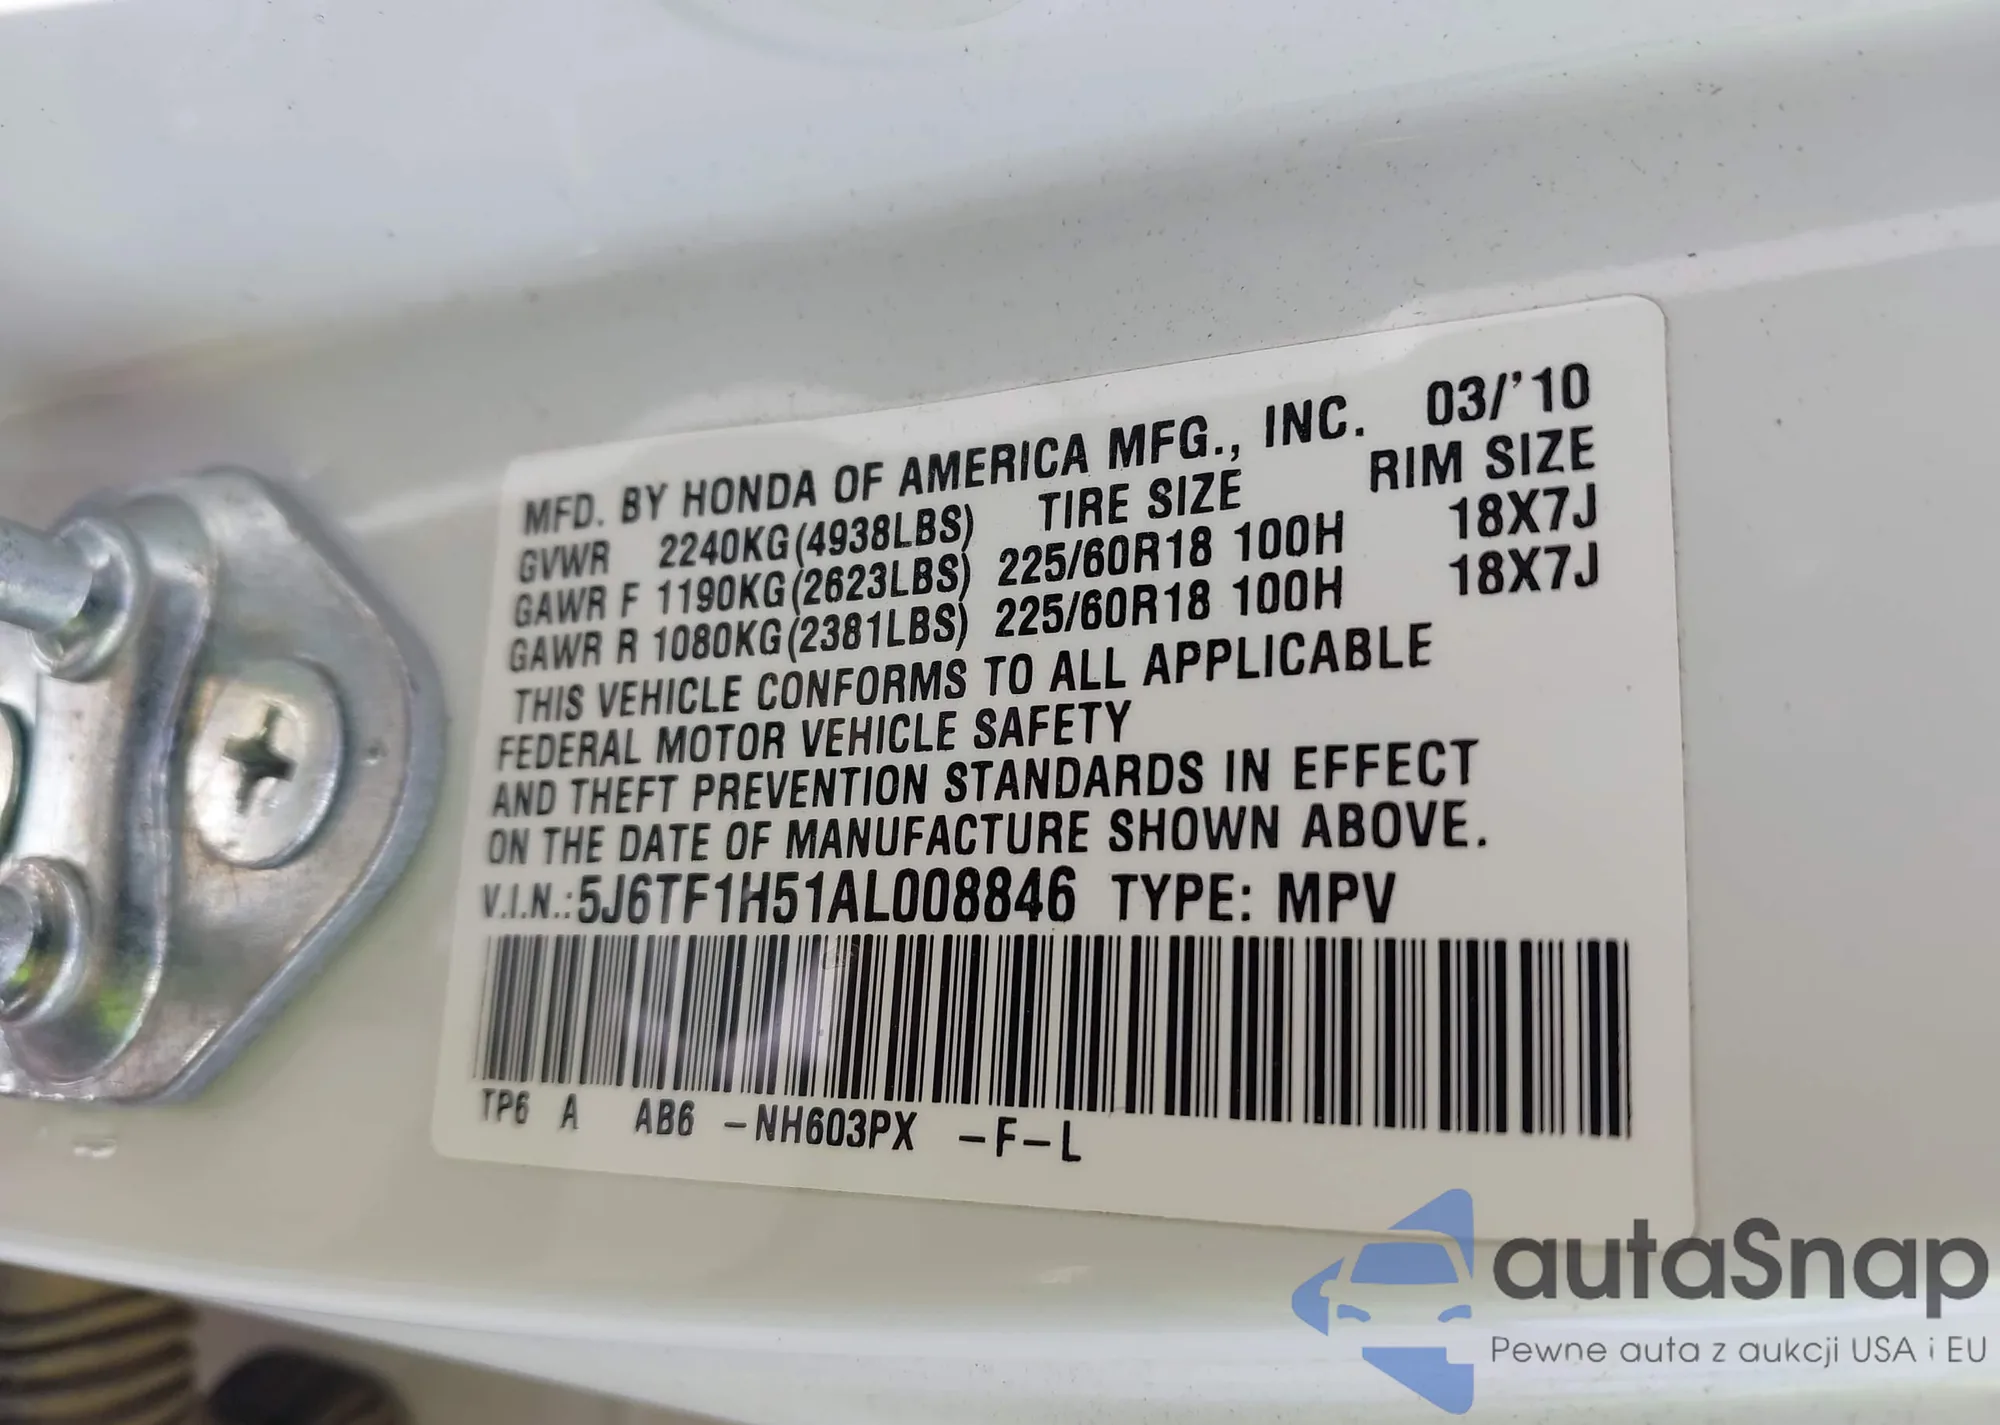 MFD. BY HONDA OF AMERICA MFG., INC. 03/'10
GVWR 2240KG(4938LBS) TIRE SIZE RIM SIZE
GAWR F 1190KG(2623LBS) 225/60R18 100H 18X7J
GAWR R 1080KG(2381LBS) 225/60R18 100H 18X7J
THIS VEHICLE CONFORMS TO ALL APPLICABLE
FEDERAL MOTOR VEHICLE SAFETY
AND THEFT PREVENTION STANDARDS IN EFFECT
ON THE DATE OF MANUFACTURE SHOWN ABOVE.
V.I.N.:5J6TF1H51AL008846 TYPE: MPV
TP6 A AB6 -NH603PX -F-L
autaSnap
Pewne auta z aukcji USA i EU